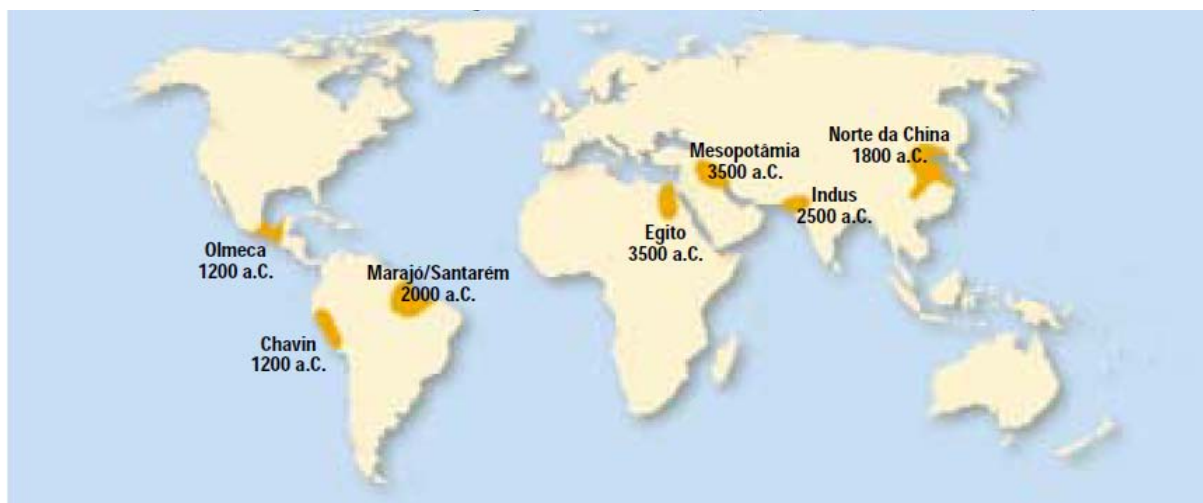 Norte da China
1800 a.C.
Mesopotâmia
3500 a.C.
Indus
2500 a.C.
Egito
3500 a.C.
Olmeca
1200 a.C.
Marajó/Santarém
2000 a.C.
Chavin
1200 a.C.